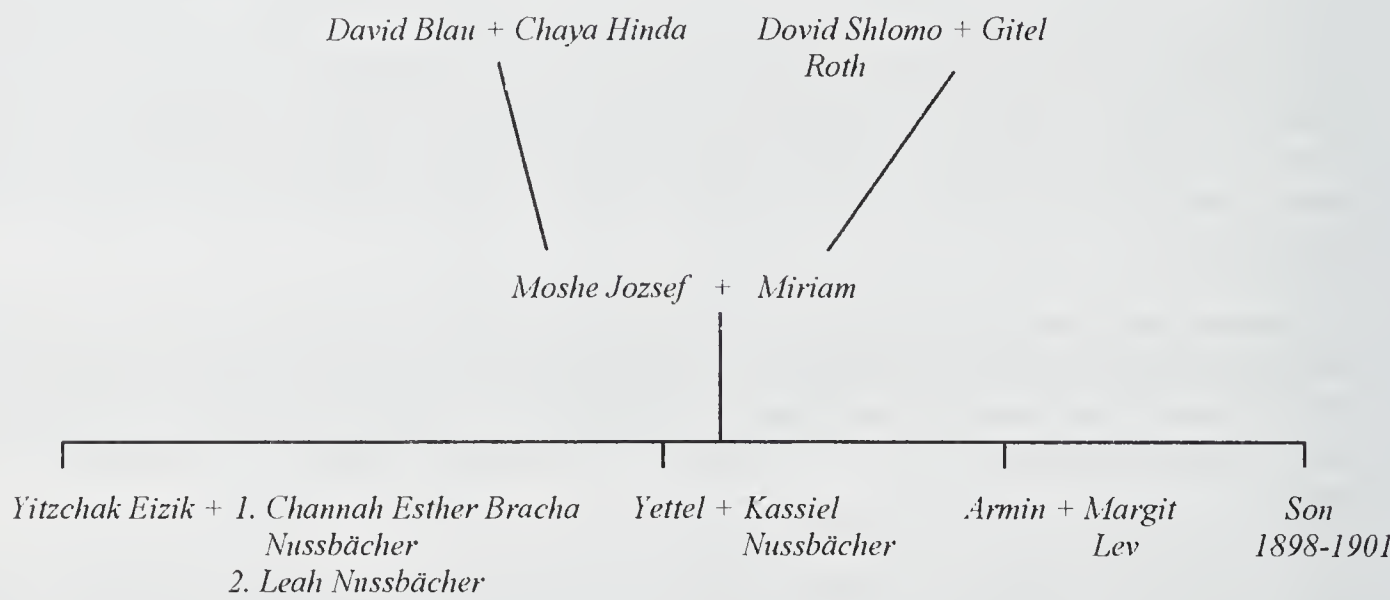 David Blau + Chaya Hinda Dovid Shlomo + Gitel
Roth
Moshe Jozsef + Miriam
Yitzchak Eizik + 1. Channah Esther Bracha Yettel + Kassiel Armin + Margit Son
Nussbächer Nussbächer Lev 1898-1901
2. Leah Nussbächer